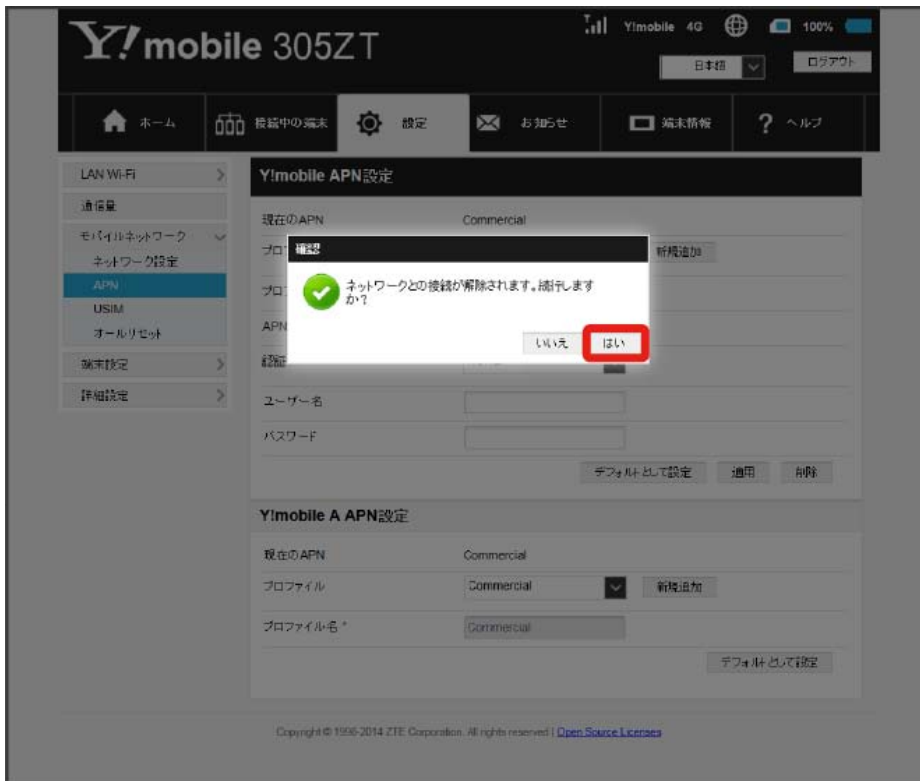 Y! mobile 305ZT
Y!mobile 4G 100%
日本語 ログアウト
ホーム 接続中の端末 設定 お知らせ 端末情報 ? ヘルプ
LAN Wi-Fi
通信量
モバイルネットワーク
ネットワーク設定
APN
USIM
オールリセット
端末設定
詳細設定
Y!mobile APN設定
現在のAPN Commercial
プロ 新規追加
プロ
APN
認証
確認
ネットワークとの接続が解除されます。続行します
か?
いいえ はい
ユーザー名
パスワード
デフォルトとして設定 適用 削除
Y!mobile A APN設定
現在のAPN Commercial
プロファイル Commercial 新規追加
プロファイル名 * Commercial
デフォルトとして設定
Copyright © 1998-2014 ZTE Corporation. All rights reserved | Open Source Licenses